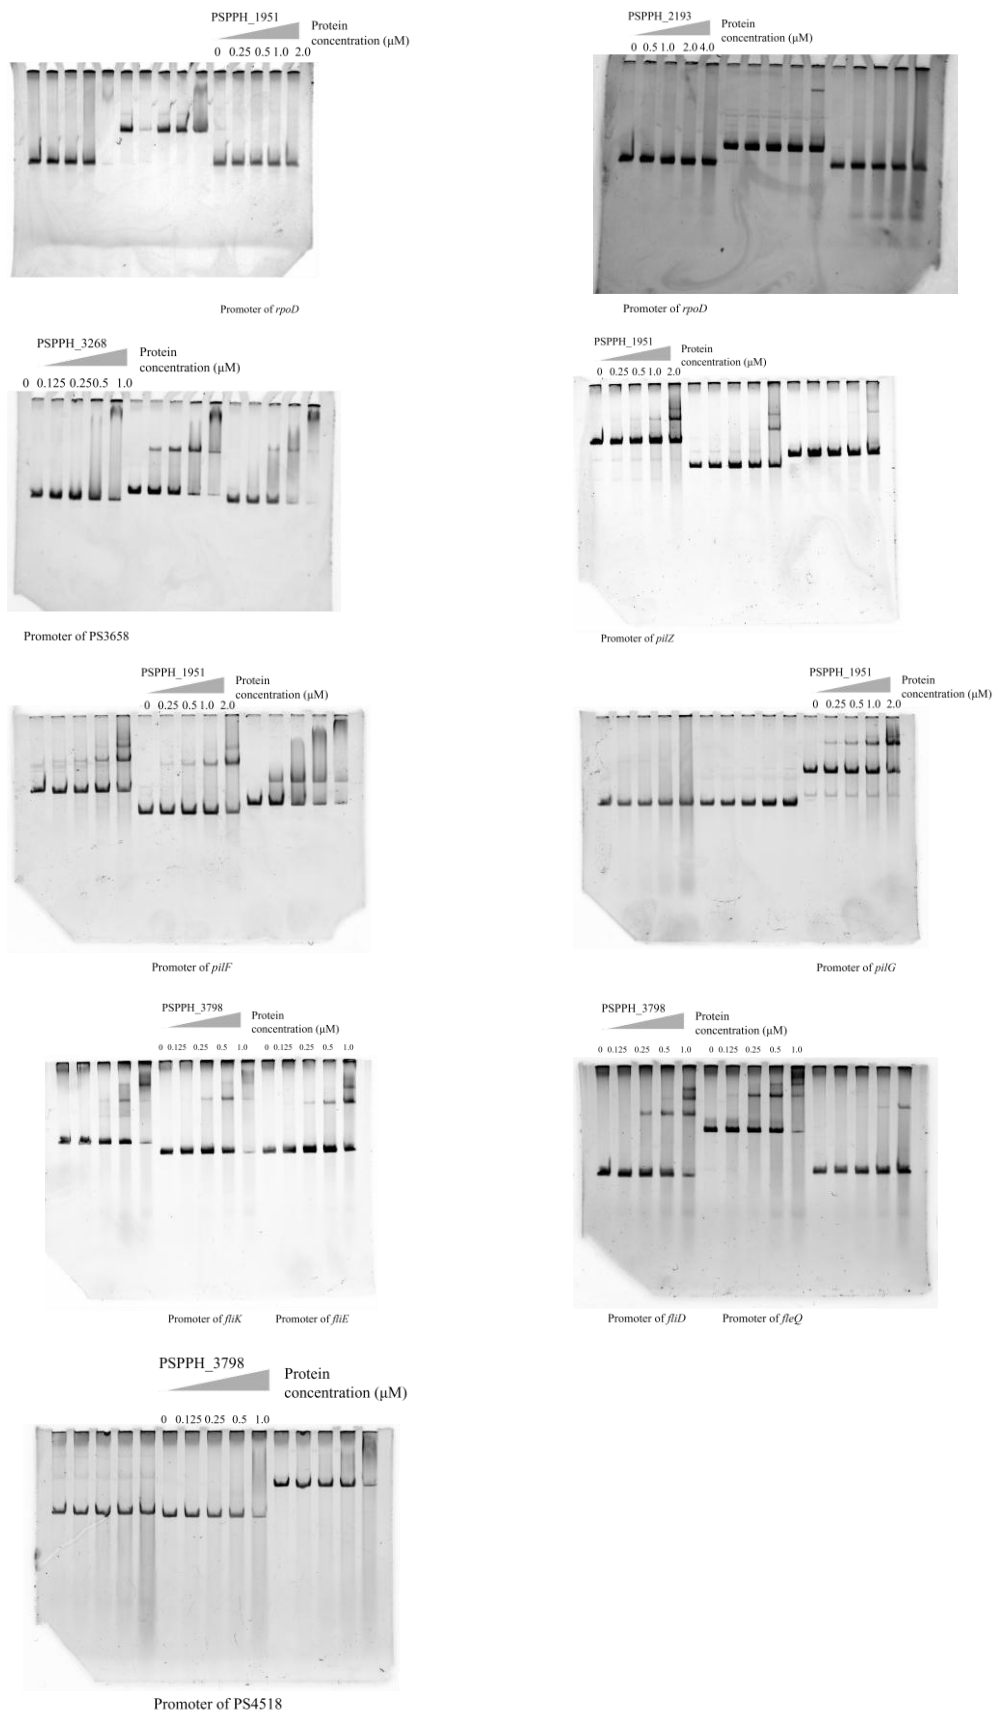 PSPPH_1951
Protein
concentration (μM)
0 0.25 0.5 1.0 2.0
Promoter of rpoD
PSPPH_2193
Protein
concentration (μM)
0 0.5 1.0 2.0 4.0
Promoter of rpoD
PSPPH_3268
Protein
concentration (μM)
0 0.125 0.25 0.5 1.0
Promoter of PS3658
PSPPH_1951
Protein
concentration (μM)
0 0.25 0.5 1.0 2.0
Promoter of pilZ
PSPPH_1951
Protein
concentration (μM)
0 0.25 0.5 1.0 2.0
Promoter of pilF
PSPPH_1951
Protein
concentration (μM)
0 0.25 0.5 1.0 2.0
Promoter of pilG
PSPPH_3798
Protein
concentration (μM)
0 0.125 0.25 0.5 1.0 0 0.125 0.25 0.5 1.0
Promoter of fliK Promoter of fliE
PSPPH_3798
Protein
concentration (μM)
0 0.125 0.25 0.5 1.0 0 0.125 0.25 0.5 1.0
Promoter of fliD Promoter of fleQ
PSPPH_3798
Protein
concentration (μM)
0 0.125 0.25 0.5 1.0
Promoter of PS4518